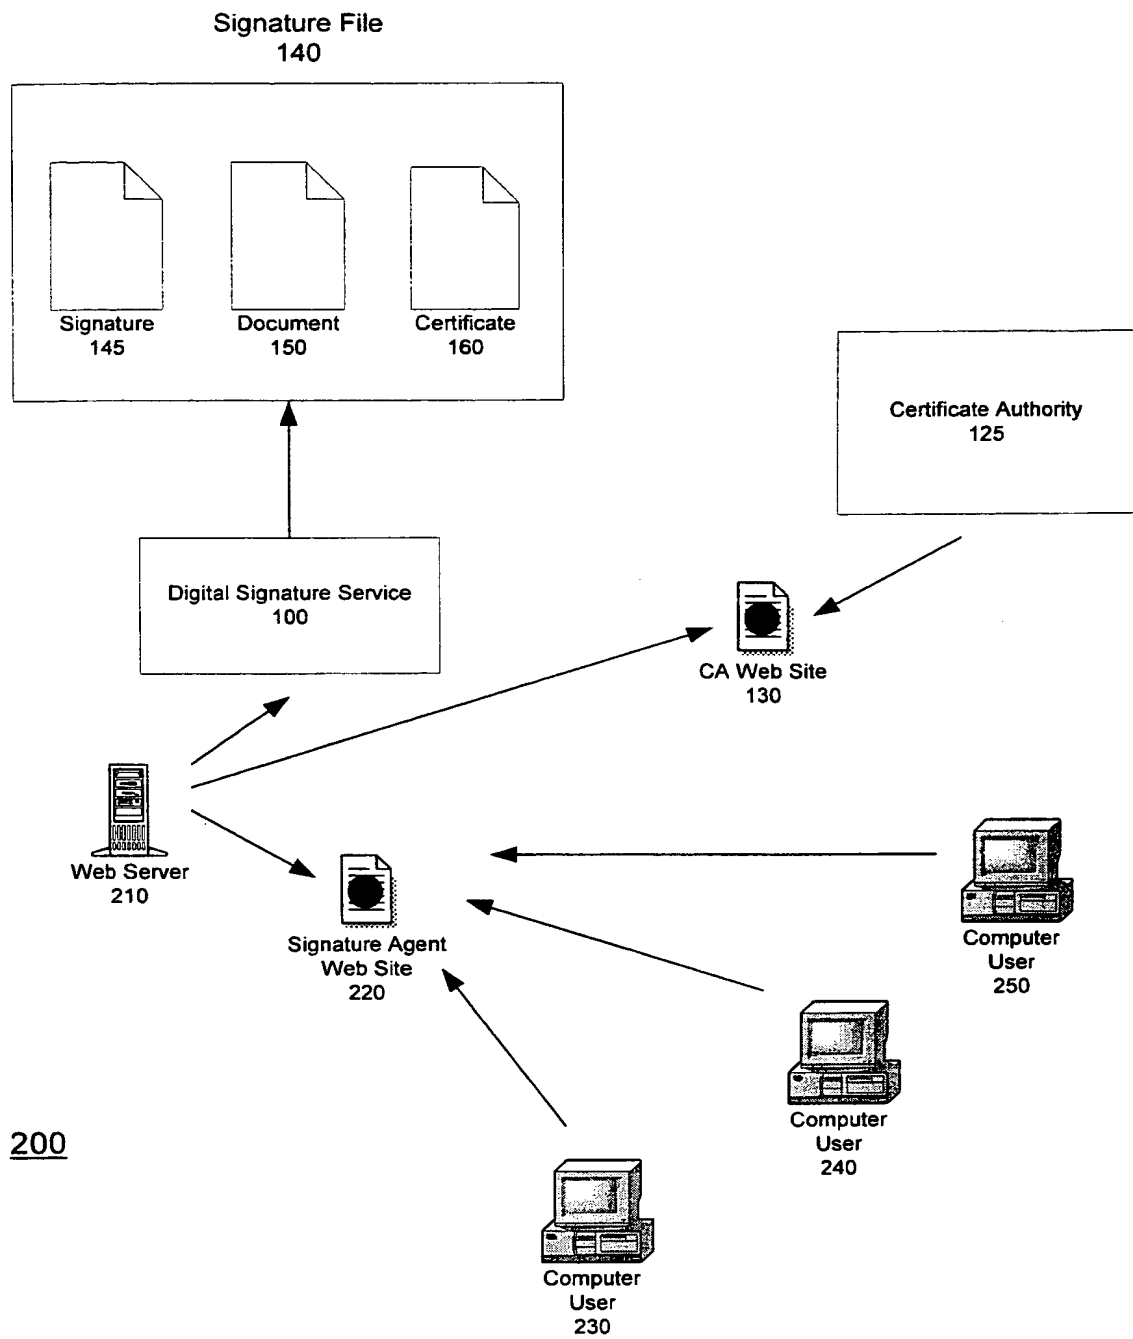 Signature File
140
Signature
145
Document
150
Certificate
160
Certificate Authority
125
Digital Signature Service
100
CA Web Site
130
Web Server
210
Signature Agent
Web Site
220
Computer
User
250
Computer
User
240
200
Computer
User
230